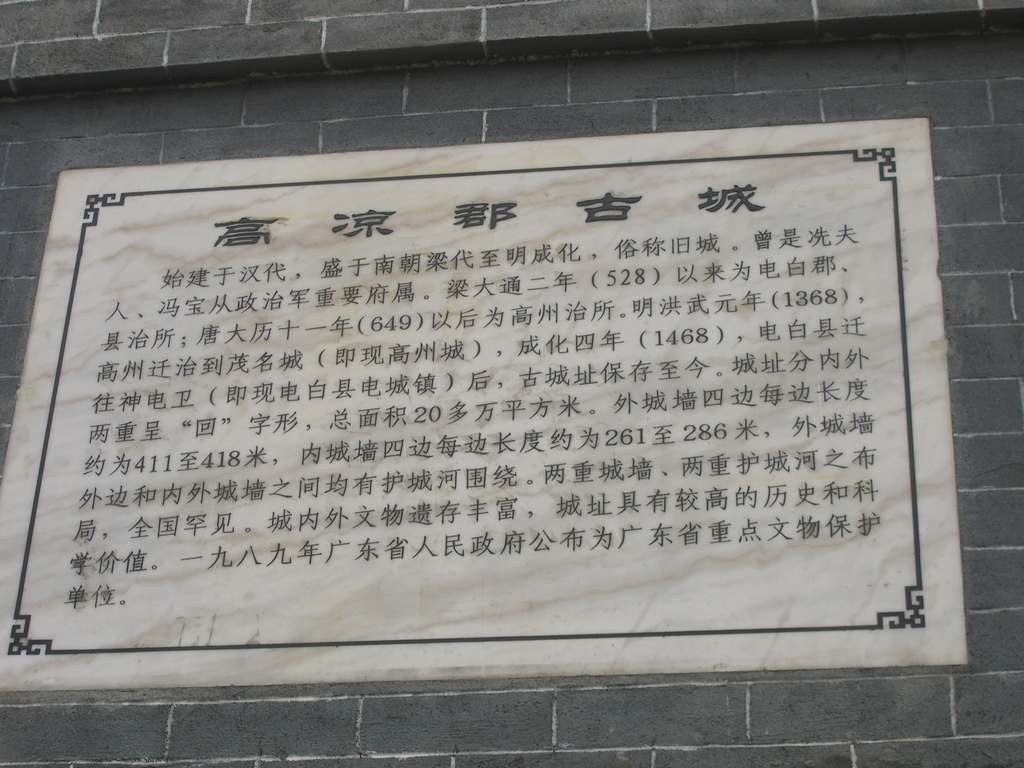 高凉郡古城
始建于汉代，盛于南朝梁代至明成化，俗称旧城。曾是冼夫
人、冯宝从政治军重要府属。梁大通二年（528）以来为电白郡、
县治所；唐大历十一年(649)以后为高州治所。明洪武元年(1368)，
高州迁治到茂名城（即现高州城），成化四年（1468），电白县迁
往神电卫（即现电白县电城镇）后，古城址保存至今。城址分内外
两重呈“回”字形，总面积20多万平方米。外城墙四边每边长度
约为411至418米，内城墙四边每边长度约为261至286米，外城墙
外边和内外城墙之间均有护城河围绕。两重城墙、两重护城河之布
局，全国罕见。城内外文物遗存丰富，城址具有较高的历史和科
学价值。一九八九年广东省人民政府公布为广东省重点文物保护
单位。